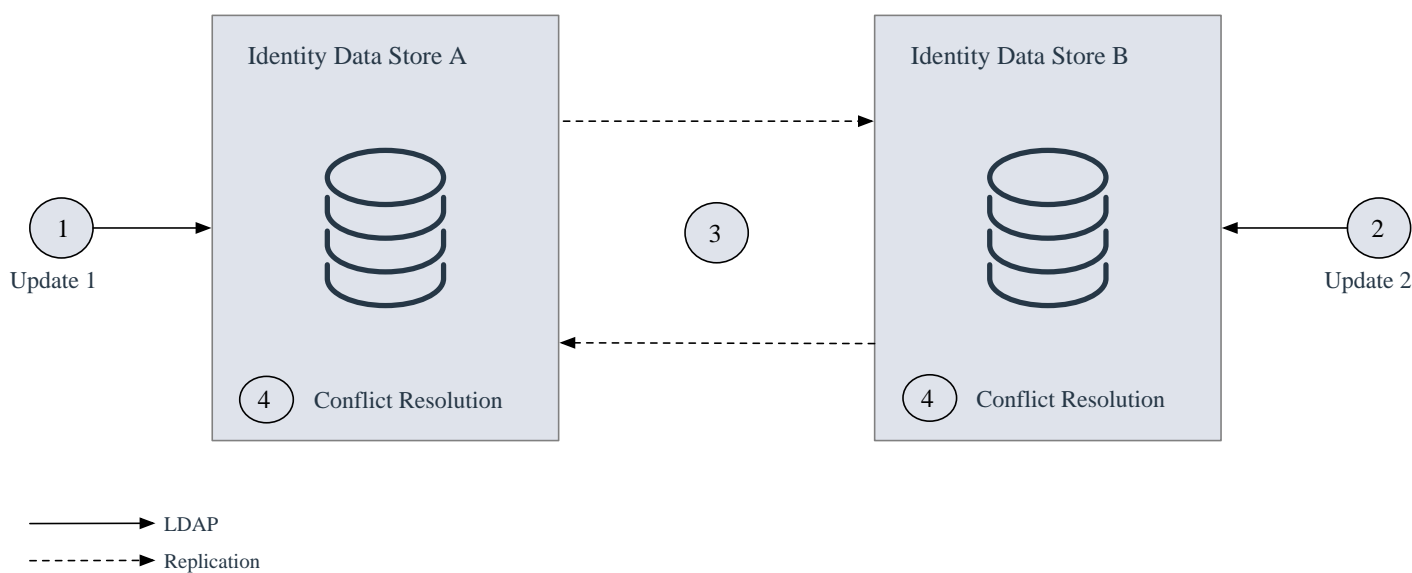 Identity Data Store A
Identity Data Store B
1
Update 1
3
2
Update 2
4 Conflict Resolution
4 Conflict Resolution
LDAP
Replication